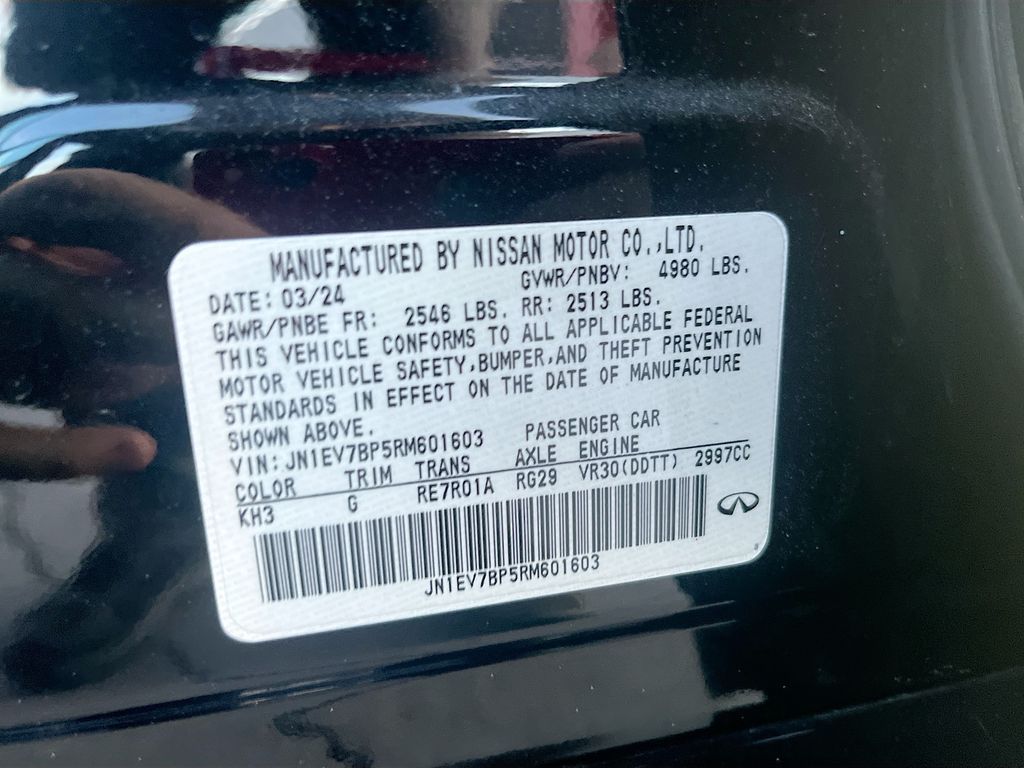 MANUFACTURED BY NISSAN MOTOR CO.,LTD.
DATE: 03/24 GVWR/PNBV: 4980 LBS.
GAWR/PNBE FR: 2546 LBS. RR: 2513 LBS.
THIS VEHICLE CONFORMS TO ALL APPLICABLE FEDERAL
MOTOR VEHICLE SAFETY,BUMPER,AND THEFT PREVENTION
STANDARDS IN EFFECT ON THE DATE OF MANUFACTURE
SHOWN ABOVE.
VIN: JN1EV7BP5RM601603 PASSENGER CAR
COLOR TRIM TRANS AXLE ENGINE
KH3 G RE7R01A RG29 VR30(DDTT) 2997CC
JN1EV7BP5RM601603